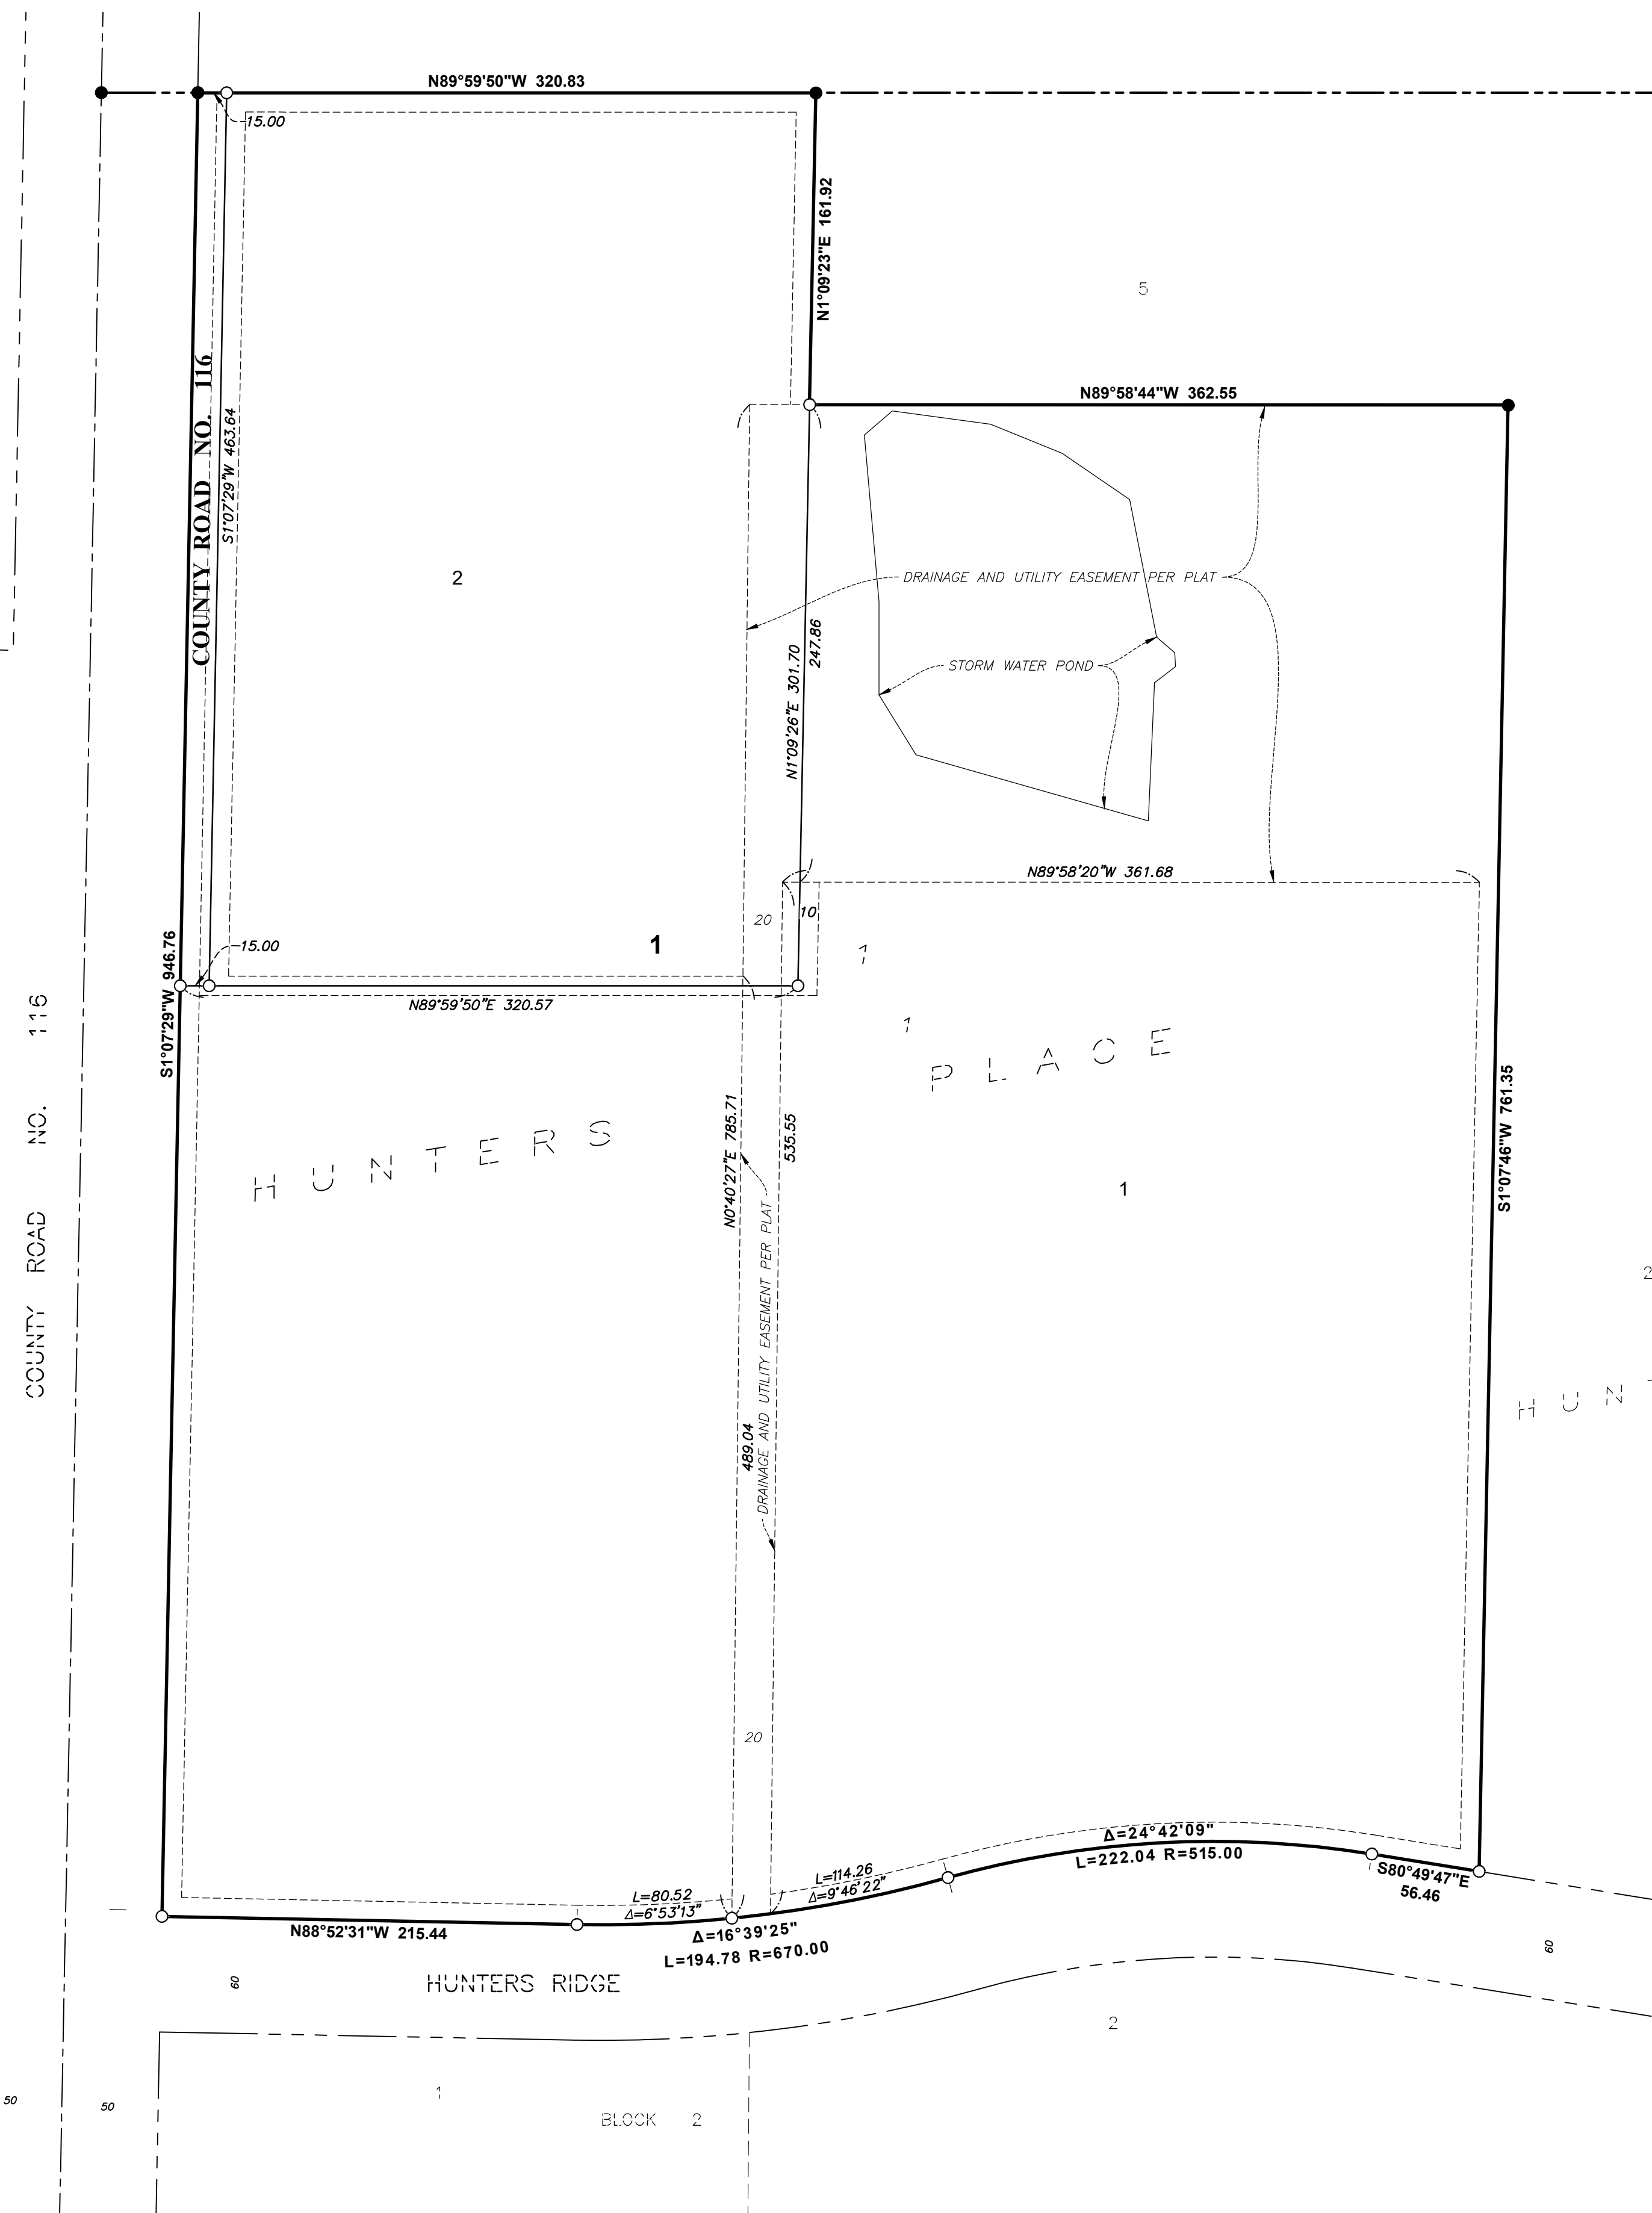 N89°59'50"W 320.83
15.00
N1°09'23"E 161.92
5
N89°58'44"W 362.55
COUNTY ROAD NO. 116
S1°07'29"W 463.64
2
DRAINAGE AND UTILITY EASEMENT PER PLAT
STORM WATER POND
N1°09'26"E 301.70
247.86
N89°58'20"W 361.68
20
10
1
1
15.00
S1°07'29"W 946.76
N89°59'50"E 320.57
COUNTY ROAD NO. 116
1
HUNTERS PLACE
N0°40'27"E 785.71
535.55
DRAINAGE AND UTILITY EASEMENT PER PLAT
1
S1°07'46"W 761.35
2
HUN
489.04
20
Δ=24°42'09"
L=222.04 R=515.00
S80°49'47"E
56.46
L=114.26
Δ=9°46'22"
L=80.52
Δ=6°53'13"
N88°52'31"W 215.44
Δ=16°39'25"
L=194.78 R=670.00
60
HUNTERS RIDGE
60
2
50
50
1
BLOCK 2